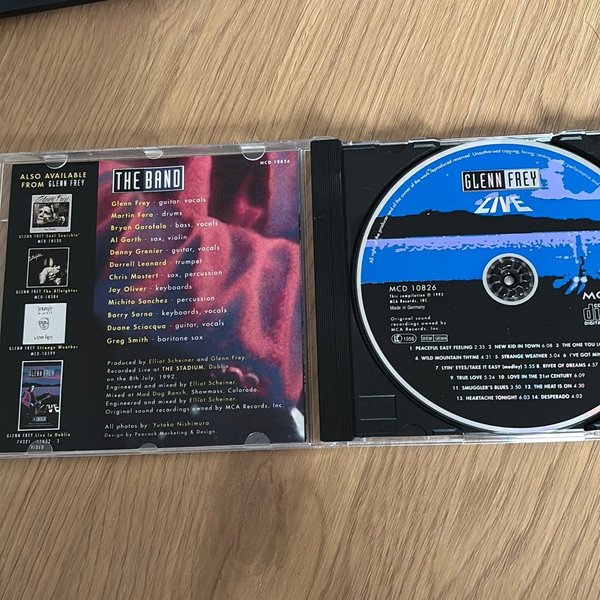 ALSO AVAILABLE
FROM GLENN FREY
GLENN FREY Soul Searchin'
MCD 10530
GLENN FREY The Allnighter
MCD 10384
GLENN FREY Strange Weather
MCD 10599
GLENN FREY Live in Dublin
VIDEO
THE BAND
MCD 10826
Glenn Frey - guitar, vocals
Martin Fera - drums
Bryan Garofalo - bass, vocals
Al Garth - sax, violin
Danny Grenier - guitar, vocals
Darrell Leonard - trumpet
Chris Mostert - sax, percussion
Jay Oliver - keyboards
Michito Sanchez - percussion
Barry Sarna - keyboards, vocals
Duane Sciacqua - guitar, vocals
Greg Smith - baritone sax
Produced by Elliot Scheiner and Glenn Frey.
Recorded Live at THE STADIUM, Dublin
on the 8th July, 1992.
Engineered and mixed by Elliot Scheiner.
Mixed at Mad Dog Ranch, Snowmass, Colorado.
Engineered and mixed by Elliot Scheiner.
Original sound recordings owned by MCA Records, Inc.
All photos by: Yutaka Nishimura
Design by Peacock Marketing & Design.
GLENN FREY
LIVE
MCD 10826
This compilation ℗ 1993
MCA Records, INC
Made in Germany
Original sound
recordings owned by
MCA Records Inc.
1. PEACEFUL EASY FEELING 2.35 2. NEW KID IN TOWN 6.08 3. THE ONE YOU
4. WILD MOUNTAIN THYME 4.31 5. STRANGE WEATHER 5.04 6. I'VE GOT
7. LYIN' EYES/TAKE IT EASY (medley) 8. RIVER OF DREAMS
9. TRUE LOVE 5.24 10. LOVE IN THE 21st CENTURY 6.09
11. SMUGGLER'S BLUES 3.50 12. THE HEAT IS ON 4.30
13. HEARTACHE TONIGHT 6.03 14. DESPERADO 4.03